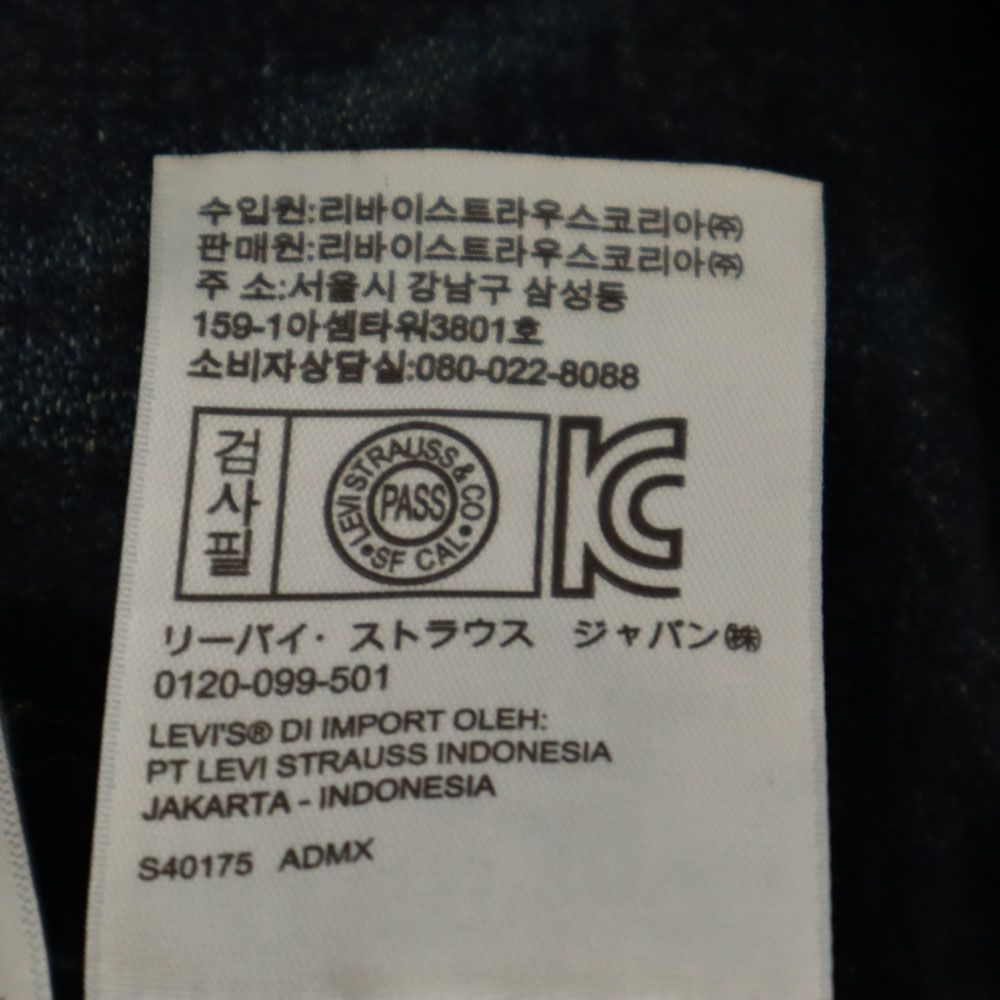 수입원:리바이스트라우스코리아㈜
판매원:리바이스트라우스코리아㈜
주 소:서울시 강남구 삼성동
159-1아셈타워3801호
소비자상담실:080-022-8088
검사필
LEVI STRAUSS & CO
PASS
•SF CAL•
KC
リーバイ・ストラウス ジャパン㈱
0120-099-501
LEVI'S® DI IMPORT OLEH:
PT LEVI STRAUSS INDONESIA
JAKARTA - INDONESIA
S40175 ADMX